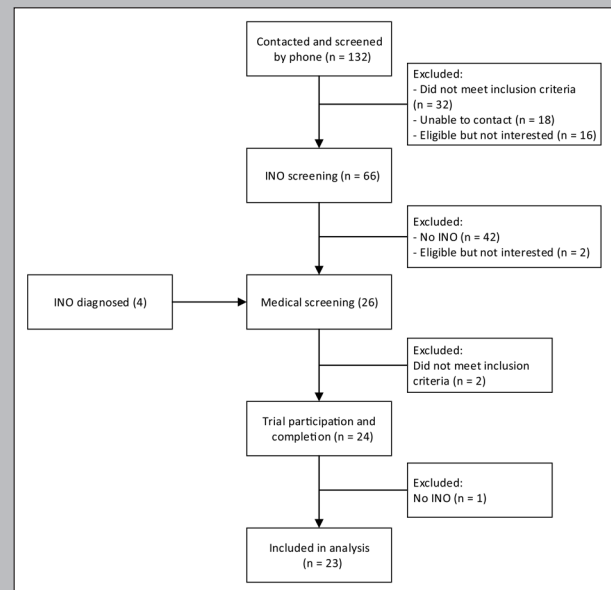 Contacted and screened
by phone (n = 132)
Excluded:
- Did not meet inclusion criteria
(n = 32)
- Unable to contact (n = 18)
- Eligible but not interested (n = 16)
INO screening (n = 66)
Excluded:
- No INO (n = 42)
- Eligible but not interested (n = 2)
INO diagnosed (4)
Medical screening (26)
Excluded:
Did not meet inclusion
criteria (n = 2)
Trial participation and
completion (n = 24)
Excluded:
No INO (n = 1)
Included in analysis
(n = 23)